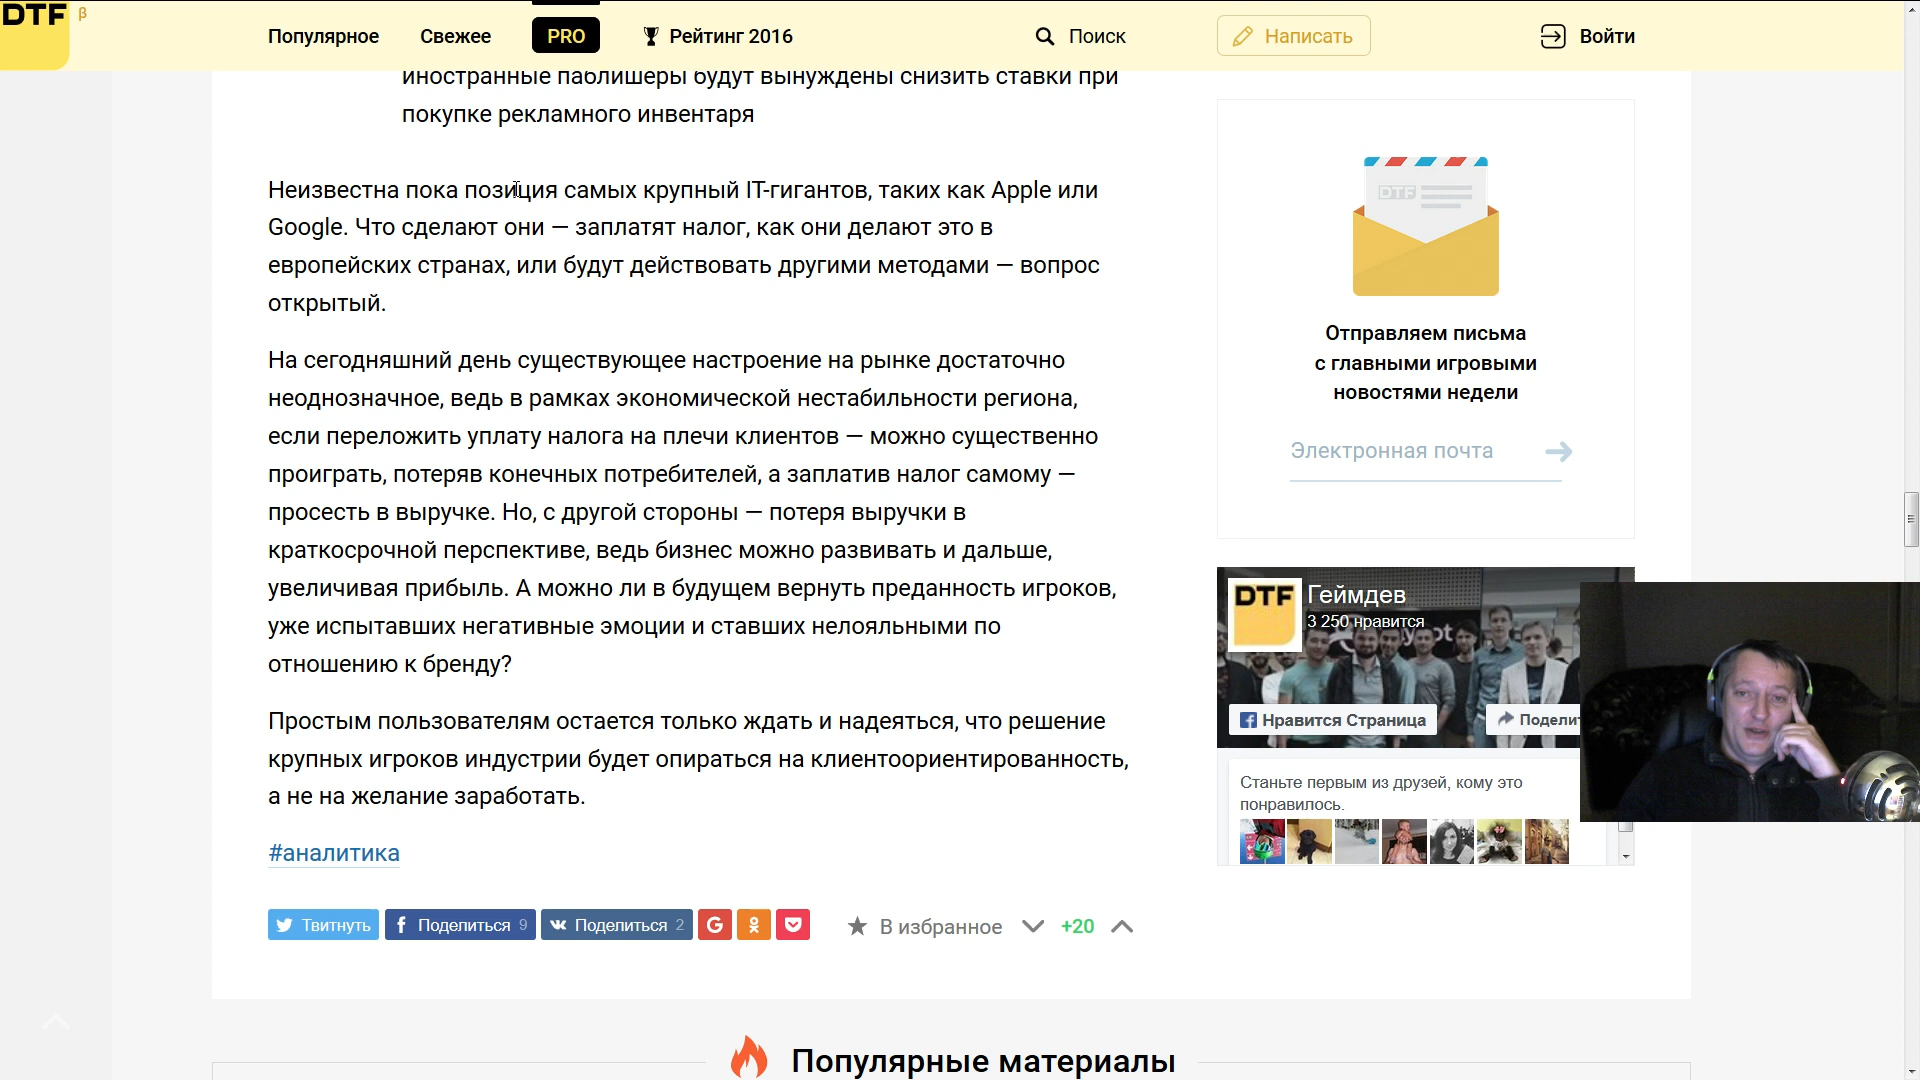 DTF β
Популярное
Свежее
PRO
Рейтинг 2016
Поиск
Написать
Войти
иностранные паблишеры будут вынуждены снизить ставки при
покупке рекламного инвентаря
Неизвестна пока позиция самых крупный IT-гигантов, таких как Apple или
Google. Что сделают они — заплатят налог, как они делают это в
европейских странах, или будут действовать другими методами — вопрос
открытый.
На сегодняшний день существующее настроение на рынке достаточно
неоднозначное, ведь в рамках экономической нестабильности региона,
если переложить уплату налога на плечи клиентов — можно существенно
проиграть, потеряв конечных потребителей, а заплатив налог самому —
просесть в выручке. Но, с другой стороны — потеря выручки в
краткосрочной перспективе, ведь бизнес можно развивать и дальше,
увеличивая прибыль. А можно ли в будущем вернуть преданность игроков,
уже испытавших негативные эмоции и ставших нелояльными по
отношению к бренду?
Простым пользователям остается только ждать и надеяться, что решение
крупных игроков индустрии будет опираться на клиентоориентированность,
а не на желание заработать.
#аналитика
Твитнуть
Поделиться 9
Поделиться 2
В избранное
+20
DTF
Отправляем письма
с главными игровыми
новостями недели
Электронная почта
DTF
Геймдев
3 250 нравится
Нравится Страница
Подели
Станьте первым из друзей, кому это
понравилось.
Популярные материалы